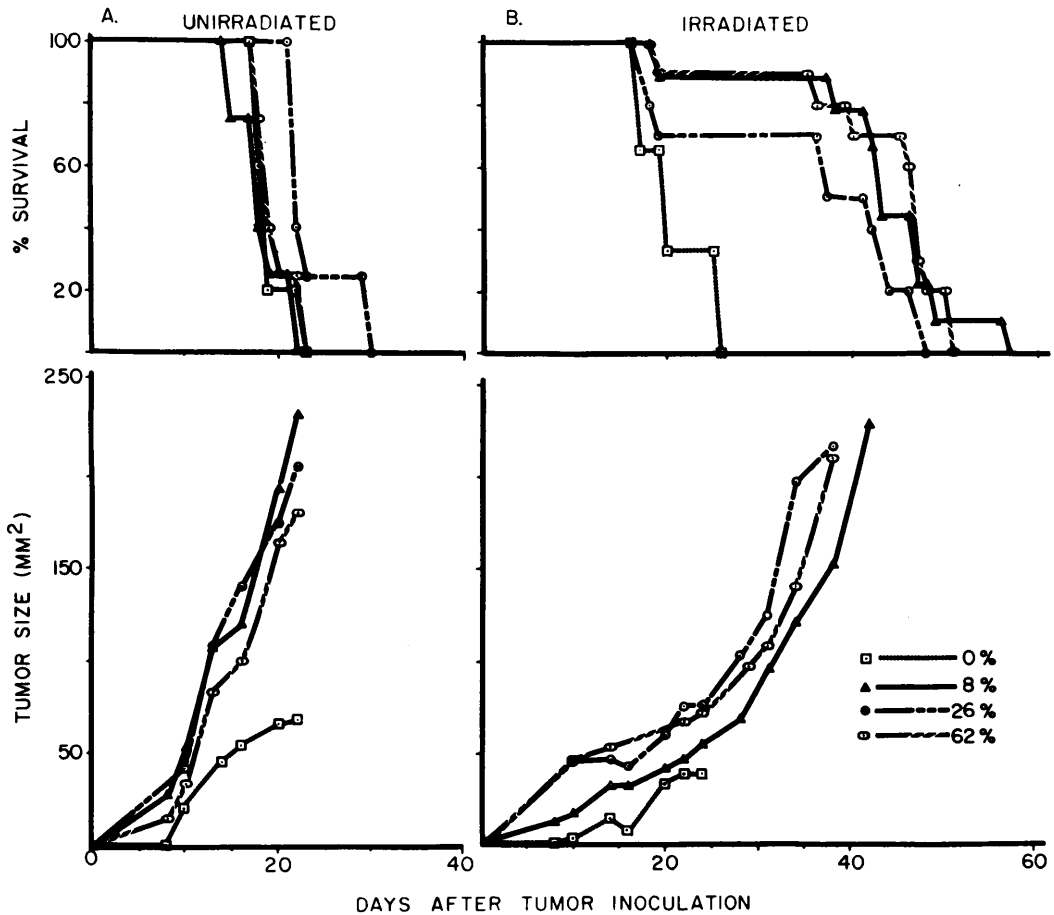 A.
UNIRRADIATED
B.
IRRADIATED
% SURVIVAL
100
60
20
TUMOR SIZE (MM²)
250
150
50
0
20
40
20
40
60
0 %
8 %
26 %
62 %
DAYS AFTER TUMOR INOCULATION